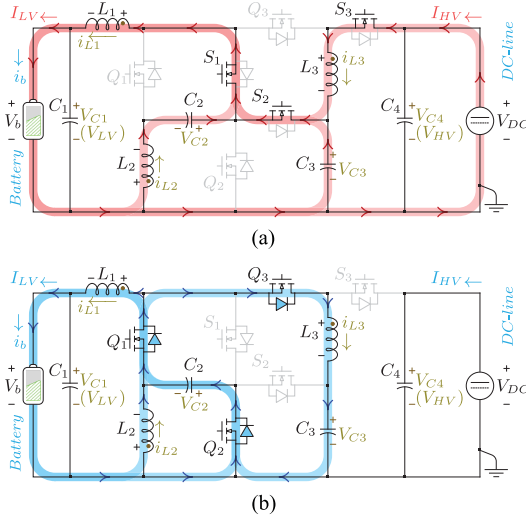 I_LV← - L_1 + Q_3 S_3 I_HV←
i_L1 ←
↓ i_b Q_1 S_1 + L_3 i_L3 ↓ DC-line
C_2 S_2 -
+ V_b - C_1 + V_C1 (V_LV) - - V_C2 + C_4 + V_C4 (V_HV) - + V_DC -
Battery L_2 - + ↑ i_L2 Q_2 C_3 + V_C3 -
(a)
I_LV← - L_1 + Q_3 S_3 I_HV←
i_L1 ←
↓ i_b Q_1 S_1 L_3 + i_L3 ↓ DC-line
C_2 S_2 -
+ V_b - C_1 + V_C1 (V_LV) - - V_C2 + C_4 + V_C4 (V_HV) - + V_DC -
Battery L_2 - + ↑ i_L2 Q_2 C_3 + V_C3 -
(b)